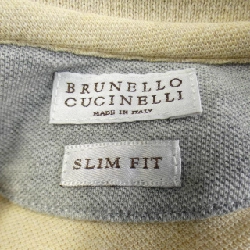 BRUNELLO
CUCINELLI
MADE IN ITALY
SLIM FIT